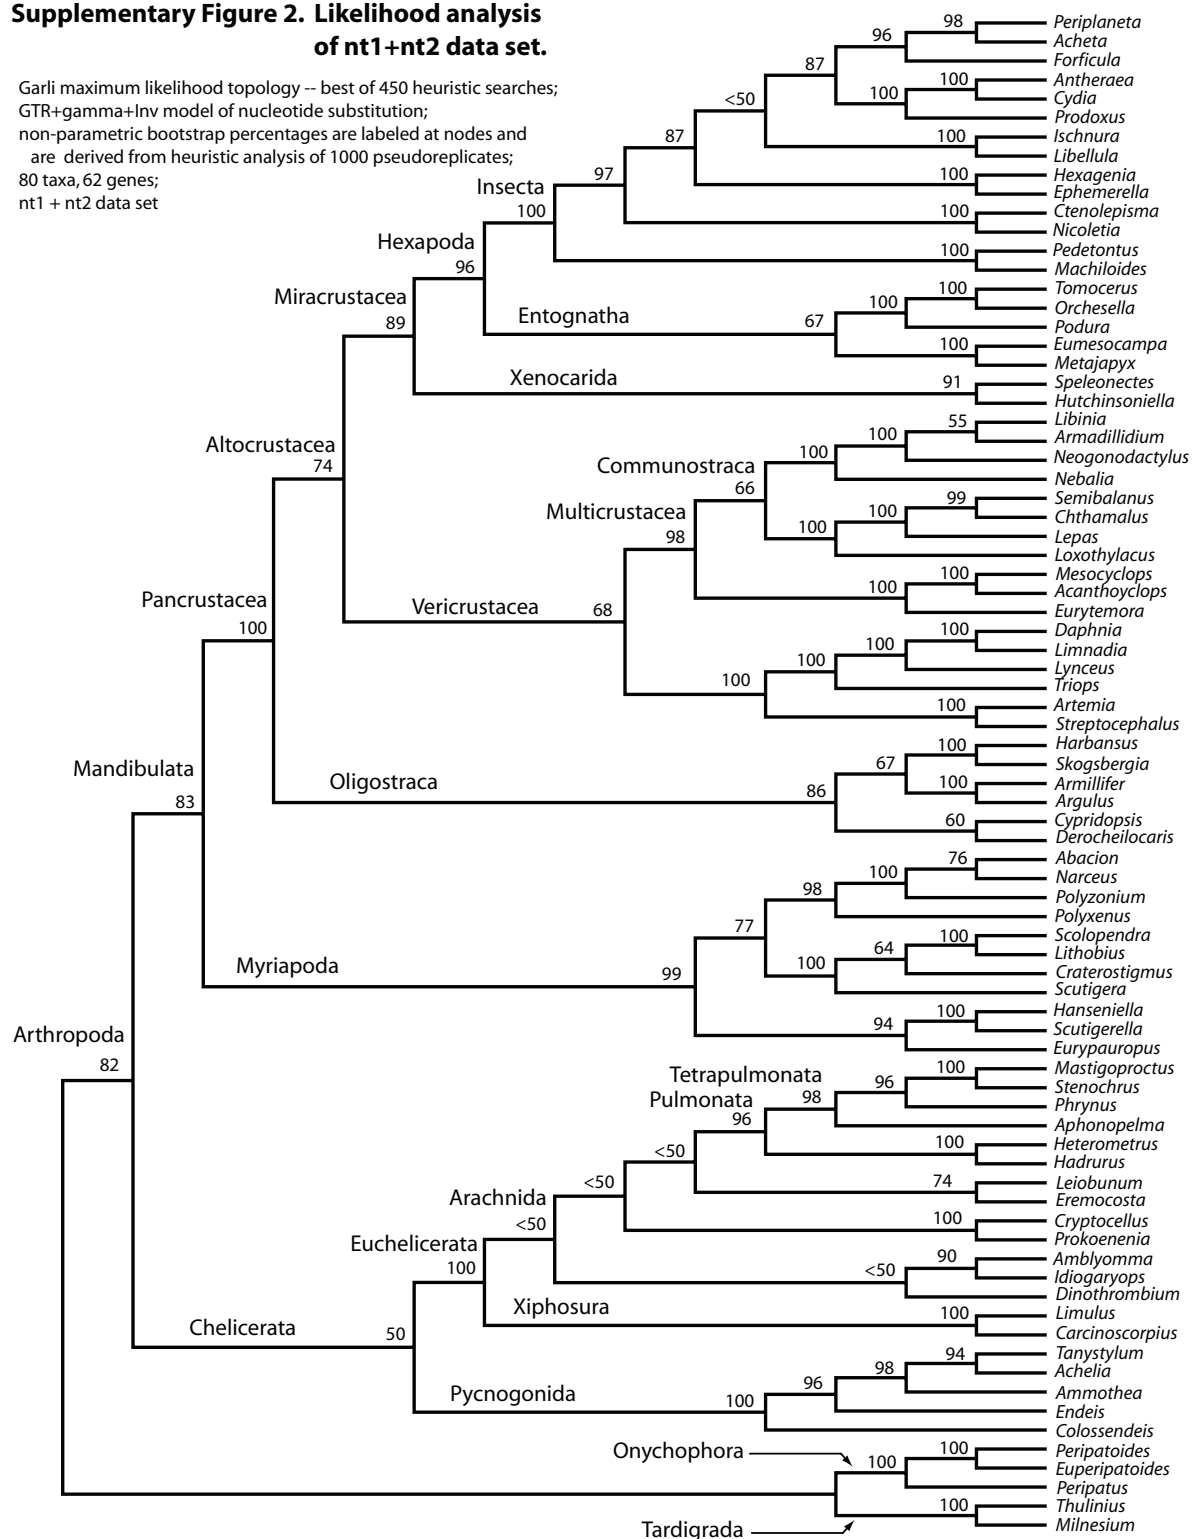 Supplementary Figure 2. Likelihood analysis
of nt1+nt2 data set.
Garli maximum likelihood topology -- best of 450 heuristic searches;
GTR+gamma+Inv model of nucleotide substitution;
non-parametric bootstrap percentages are labeled at nodes and
are derived from heuristic analysis of 1000 pseudoreplicates;
80 taxa, 62 genes;
nt1 + nt2 data set
98 Periplaneta
96 Acheta
Forficula
87
100 Antheraea
100 Cydia
Prodoxus
<50
100 Ischnura
Libellula
87
100 Hexagenia
Ephemerella
97
100 Ctenolepisma
Nicoletia
Insecta
100
100 Pedetontus
Machiloides
Hexapoda
96
100 Tomocerus
100 Orchesella
Podura
Entognatha 67
100 Eumesocampa
Metajapyx
Miracrustacea
89
Xenocarida 91 Speleonectes
Hutchinsoniella
55 Libinia
100 Armadillidium
Neogonodactylus
100
Nebalia
Altocrustacea
74
Communostraca
66
99 Semibalanus
100 Chthamalus
Lepas
100
Loxothylacus
Multicrustacea
98
100 Mesocyclops
100 Acanthoyclops
Eurytemora
Pancrustacea
100
Vericrustacea 68
100 Daphnia
100 Limnadia
Lynceus
100
Triops
100
100 Artemia
Streptocephalus
100 Harbansus
67 Skogsbergia
100 Armillifer
Argulus
Oligostraca 86
60 Cypridopsis
Derocheilocaris
Mandibulata
83
76 Abacion
100 Narceus
Polyzonium
98
Polyxenus
77
100 Scolopendra
64 Lithobius
Craterostigmus
100
Scutigera
Myriapoda 99
100 Hanseniella
94 Scutigerella
Eurypauropus
Arthropoda
82
100 Mastigoproctus
96 Stenochrus
Phrynus
Tetrapulmonata
98
Aphonopelma
Pulmonata
96
100 Heterometrus
Hadrurus
<50
74 Leiobunum
Eremocosta
<50
100 Cryptocellus
Prokoenenia
Arachnida
<50
90 Amblyomma
<50 Idiogaryops
Dinothrombium
Euchelicerata
100
Xiphosura 100 Limulus
Carcinoscorpius
Chelicerata 50
94 Tanystylum
98 Achelia
Ammothea
96
Endeis
Pycnogonida 100
Colossendeis
Onychophora
100 Peripatoides
100 Euperipatoides
Peripatus
100 Thulinius
Milnesium
Tardigrada